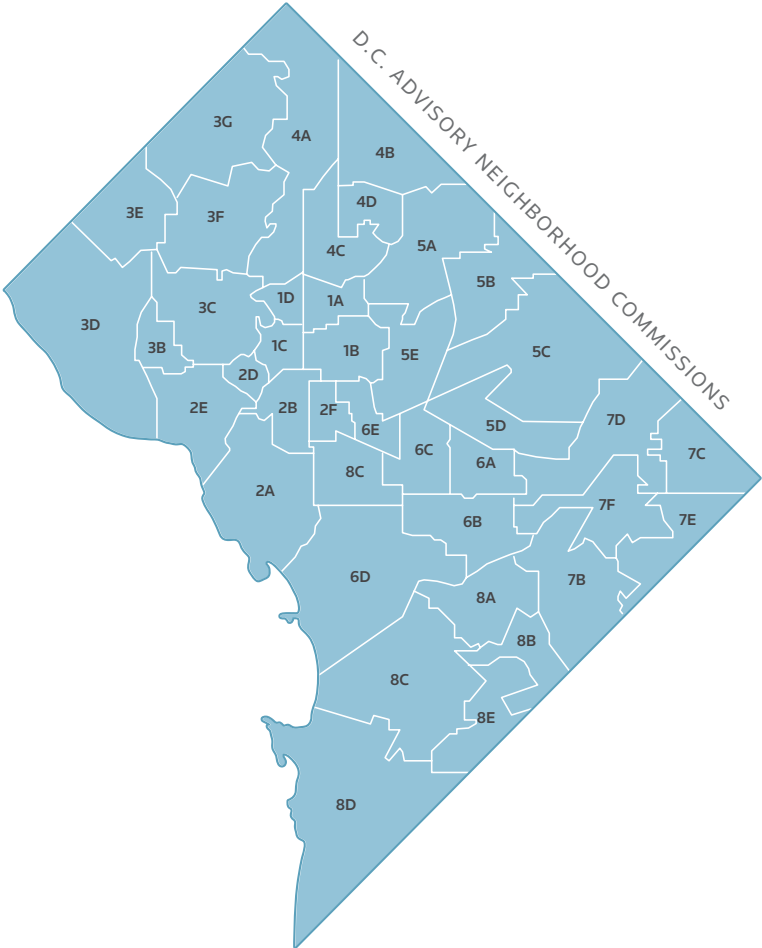 D.C. ADVISORY NEIGHBORHOOD COMMISSIONS
3G
4A
4B
3E
3F
4D
4C
5A
5B
3C
1D
1A
3D
3B
1C
1B
5E
5C
2D
2E
2B
2F
6E
5D
7D
6C
7C
8C
6A
2A
7F
6B
7E
6D
7B
8A
8B
8C
8E
8D